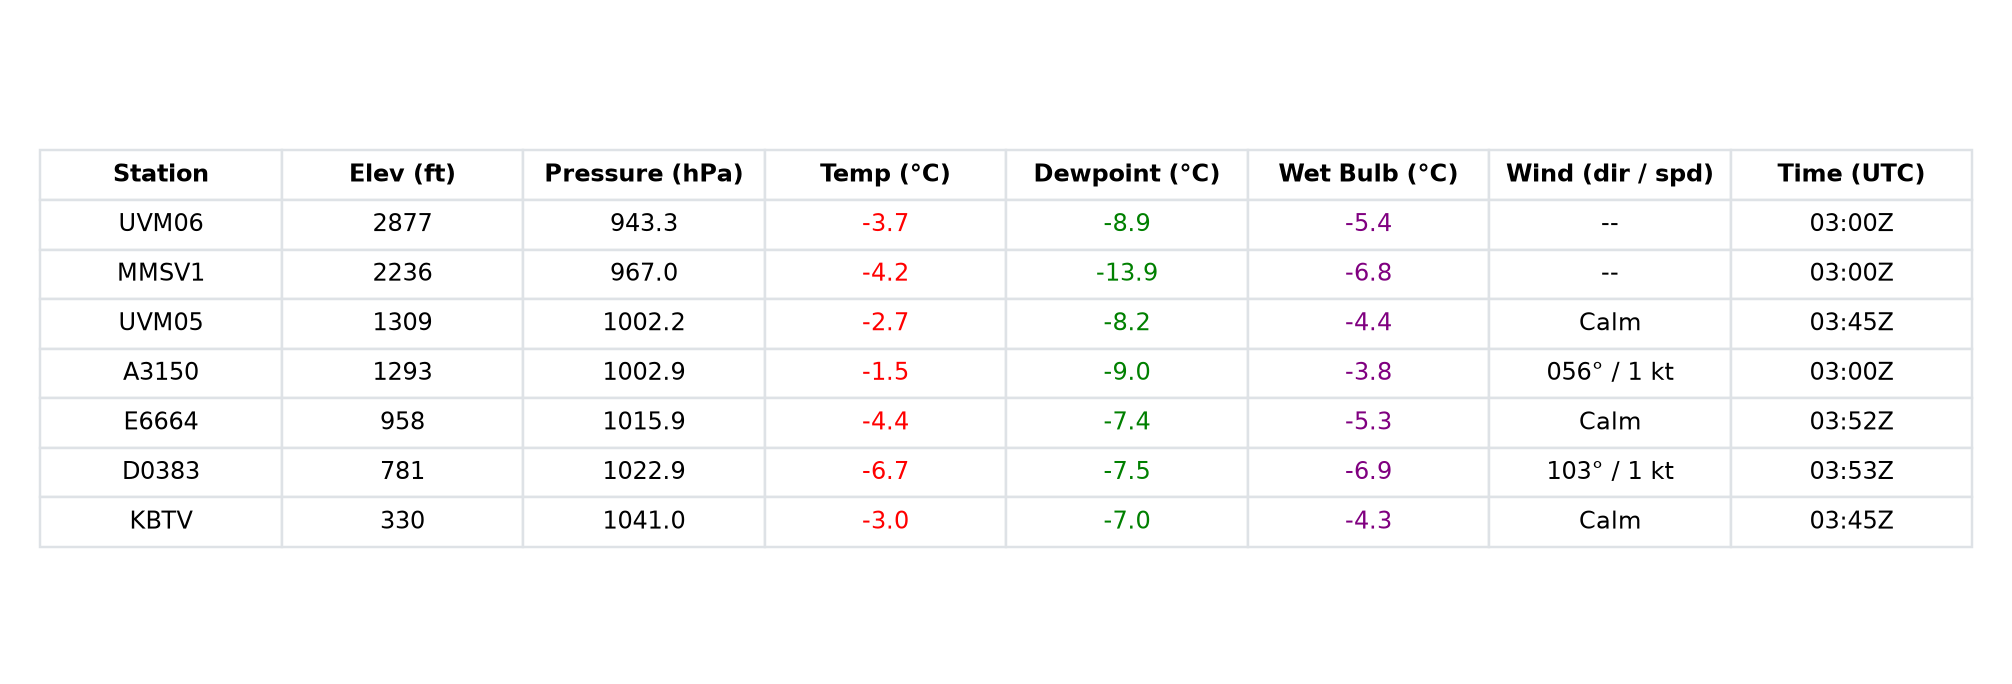 Station Elev (ft) Pressure (hPa) Temp (°C) Dewpoint (°C) Wet Bulb (°C) Wind (dir / spd) Time (UTC)
UVM06 2877 943.3 -3.7 -8.9 -5.4 -- 03:00Z
MMSV1 2236 967.0 -4.2 -13.9 -6.8 -- 03:00Z
UVM05 1309 1002.2 -2.7 -8.2 -4.4 Calm 03:45Z
A3150 1293 1002.9 -1.5 -9.0 -3.8 056° / 1 kt 03:00Z
E6664 958 1015.9 -4.4 -7.4 -5.3 Calm 03:52Z
D0383 781 1022.9 -6.7 -7.5 -6.9 103° / 1 kt 03:53Z
KBTV 330 1041.0 -3.0 -7.0 -4.3 Calm 03:45Z